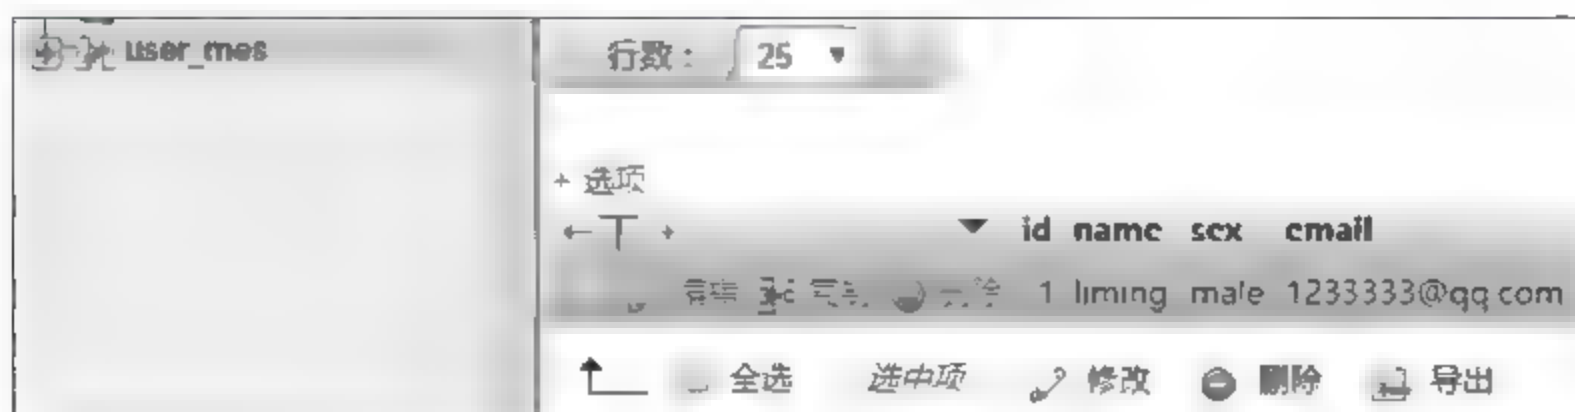 user_mes
行数： 25
+ 选项
id name sex email
1 liming male 1233333@qq.com
全选 选中项 修改 删除 导出